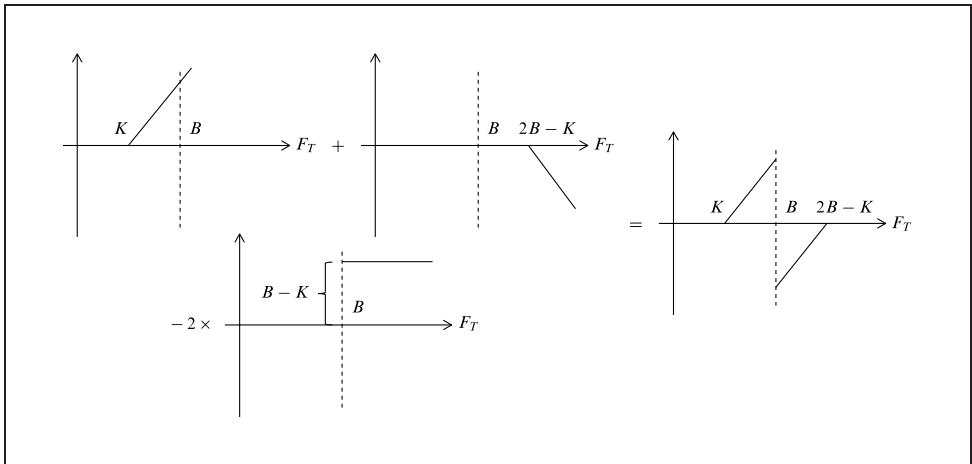 K B F_T + B 2B − K F_T
= K B 2B − K F_T
− 2 × B − K B F_T